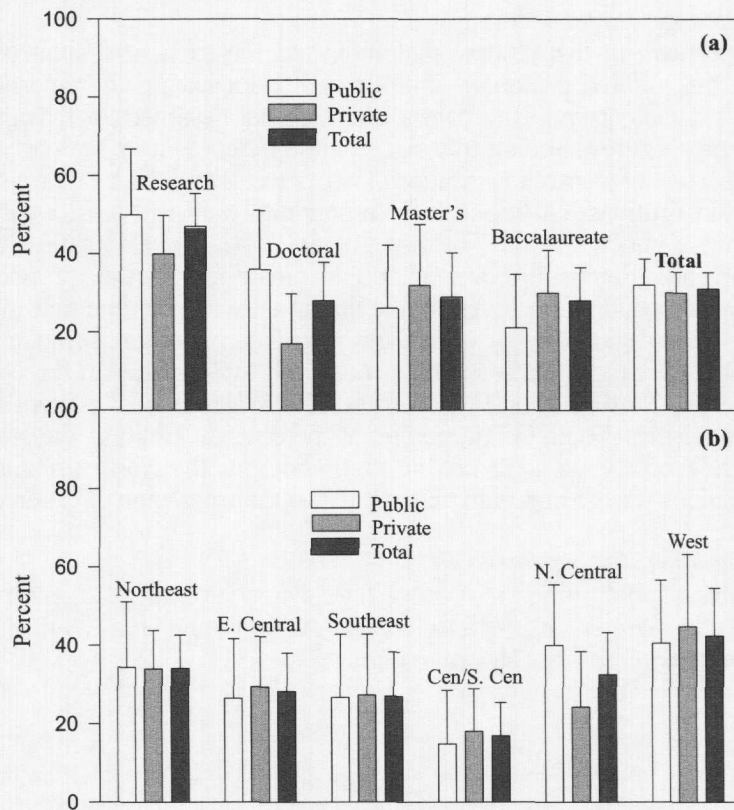 100
(a)
80
Public
Private
Total
60
Research
Master's
Baccalaureate
40
Doctoral
Total
20
Percent
100
(b)
80
Public
Private
Total
60
West
Northeast
N. Central
E. Central
Southeast
40
Cen/S. Cen
20
0
Percent